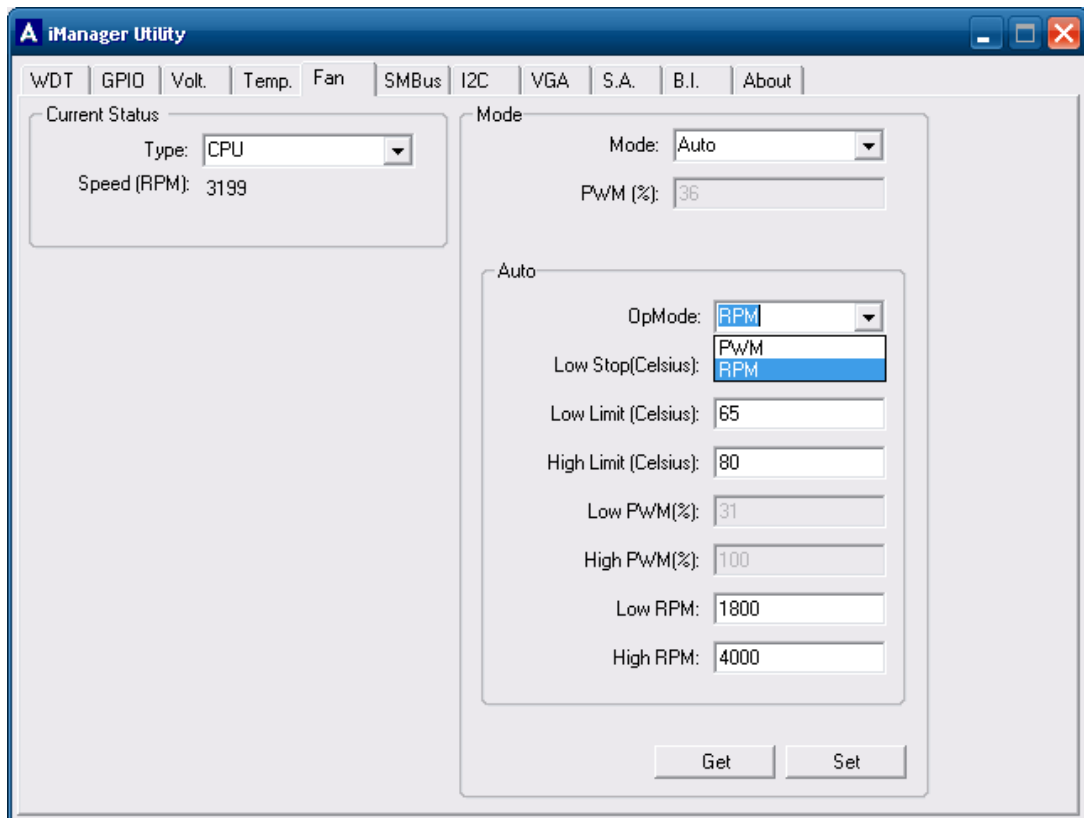 A iManager Utility
WDT GPIO Volt. Temp. Fan SMBus I2C VGA S.A. B.I. About
Current Status
Type: CPU
Speed (RPM): 3199
Mode
Mode: Auto
PWM (%): 36
Auto
OpMode: RPM
PWM
RPM
Low Stop(Celsius):
Low Limit (Celsius): 65
High Limit (Celsius): 80
Low PWM(%): 31
High PWM(%): 100
Low RPM: 1800
High RPM: 4000
Get Set